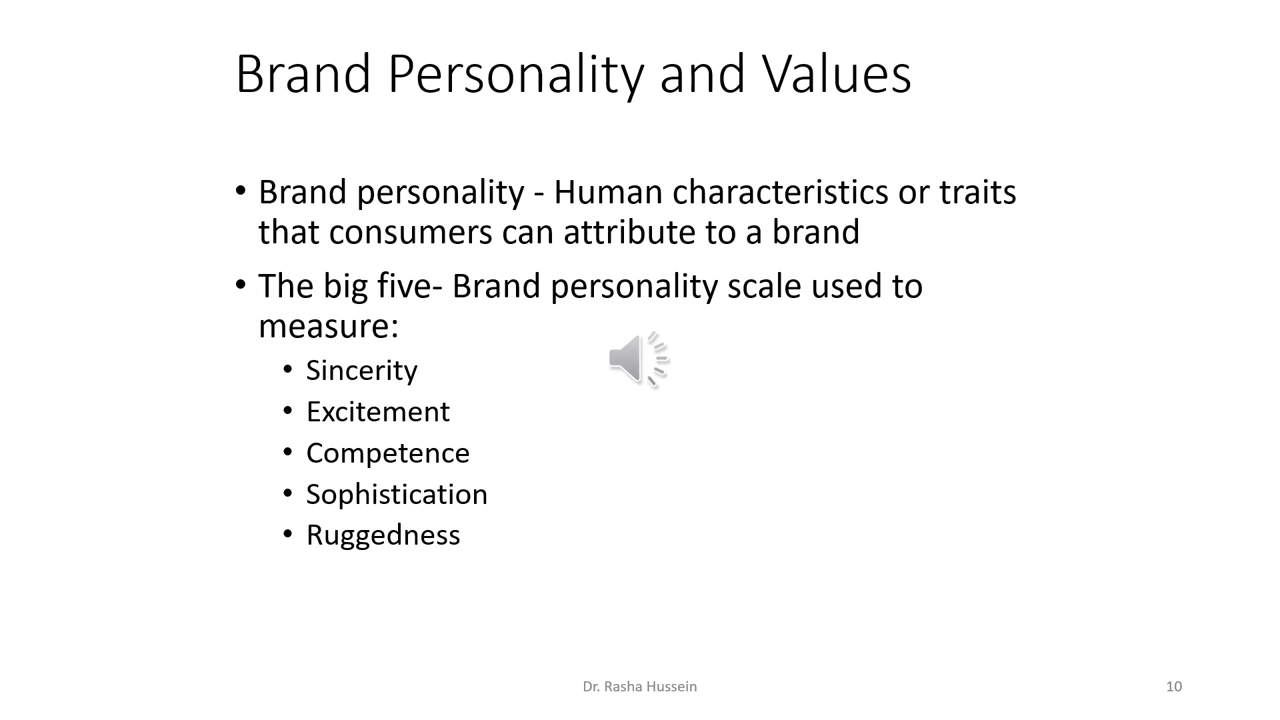 Brand Personality and Values
• Brand personality - Human characteristics or traits
that consumers can attribute to a brand
• The big five- Brand personality scale used to
measure:
• Sincerity
• Excitement
• Competence
• Sophistication
• Ruggedness
Dr. Rasha Hussein
10